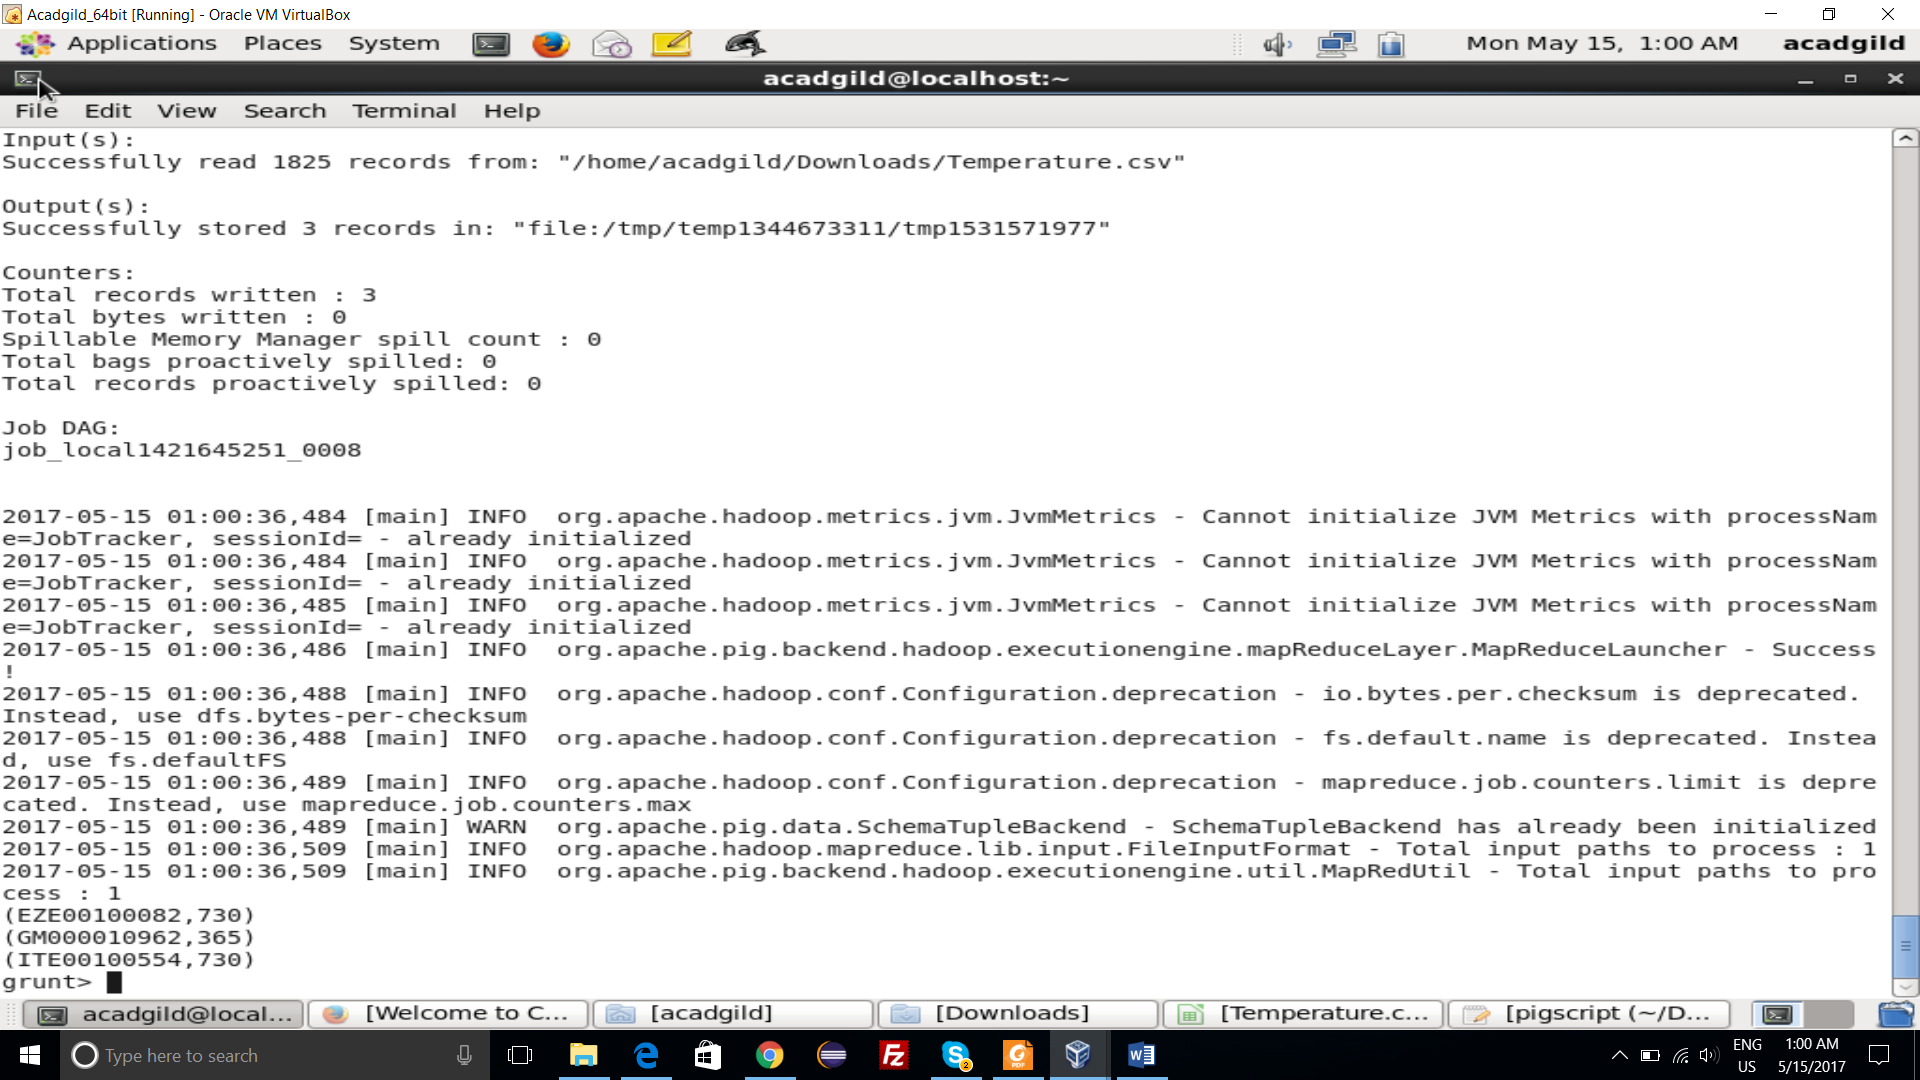 Acadgild_64bit [Running] - Oracle VM VirtualBox
Applications Places System Mon May 15, 1:00 AM acadgild
acadgild@localhost:~
File Edit View Search Terminal Help
Input(s):
Successfully read 1825 records from: "/home/acadgild/Downloads/Temperature.csv"
Output(s):
Successfully stored 3 records in: "file:/tmp/temp1344673311/tmp1531571977"
Counters:
Total records written : 3
Total bytes written : 0
Spillable Memory Manager spill count : 0
Total bags proactively spilled: 0
Total records proactively spilled: 0
Job DAG:
job_local1421645251_0008
2017-05-15 01:00:36,484 [main] INFO  org.apache.hadoop.metrics.jvm.JvmMetrics - Cannot initialize JVM Metrics with processNam
e=JobTracker, sessionId= - already initialized
2017-05-15 01:00:36,484 [main] INFO  org.apache.hadoop.metrics.jvm.JvmMetrics - Cannot initialize JVM Metrics with processNam
e=JobTracker, sessionId= - already initialized
2017-05-15 01:00:36,485 [main] INFO  org.apache.hadoop.metrics.jvm.JvmMetrics - Cannot initialize JVM Metrics with processNam
e=JobTracker, sessionId= - already initialized
2017-05-15 01:00:36,486 [main] INFO  org.apache.pig.backend.hadoop.executionengine.mapReduceLayer.MapReduceLauncher - Success
!
2017-05-15 01:00:36,488 [main] INFO  org.apache.hadoop.conf.Configuration.deprecation - io.bytes.per.checksum is deprecated.
Instead, use dfs.bytes-per-checksum
2017-05-15 01:00:36,488 [main] INFO  org.apache.hadoop.conf.Configuration.deprecation - fs.default.name is deprecated. Instea
d, use fs.defaultFS
2017-05-15 01:00:36,489 [main] INFO  org.apache.hadoop.conf.Configuration.deprecation - mapreduce.job.counters.limit is depre
cated. Instead, use mapreduce.job.counters.max
2017-05-15 01:00:36,489 [main] WARN  org.apache.pig.data.SchemaTupleBackend - SchemaTupleBackend has already been initialized
2017-05-15 01:00:36,509 [main] INFO  org.apache.hadoop.mapreduce.lib.input.FileInputFormat - Total input paths to process : 1
2017-05-15 01:00:36,509 [main] INFO  org.apache.pig.backend.hadoop.executionengine.util.MapRedUtil - Total input paths to pro
cess : 1
(EZE00100082,730)
(GM000010962,365)
(ITE00100554,730)
grunt>
acadgild@local... [Welcome to C... [acadgild] [Downloads] [Temperature.c... [pigscript (~/D...
Type here to search ENG 1:00 AM
US 5/15/2017